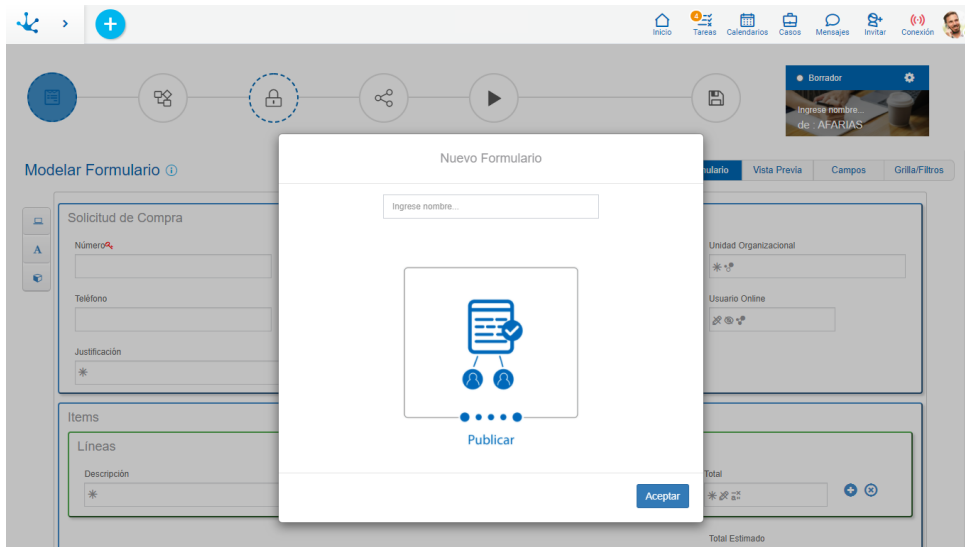 4
Inicio
Tareas
Calendarios
Casos
Mensajes
Invitar
Conexión
Borrador
Ingrese nombre...
de : AFARIAS
Modelar Formulario
Vista Previa
Campos
Grilla/Filtros
Nuevo Formulario
Ingrese nombre...
Publicar
Aceptar
Solicitud de Compra
Número
Unidad Organizacional
Teléfono
Usuario Online
Justificación
Items
Líneas
Descripción
Total
Total Estimado